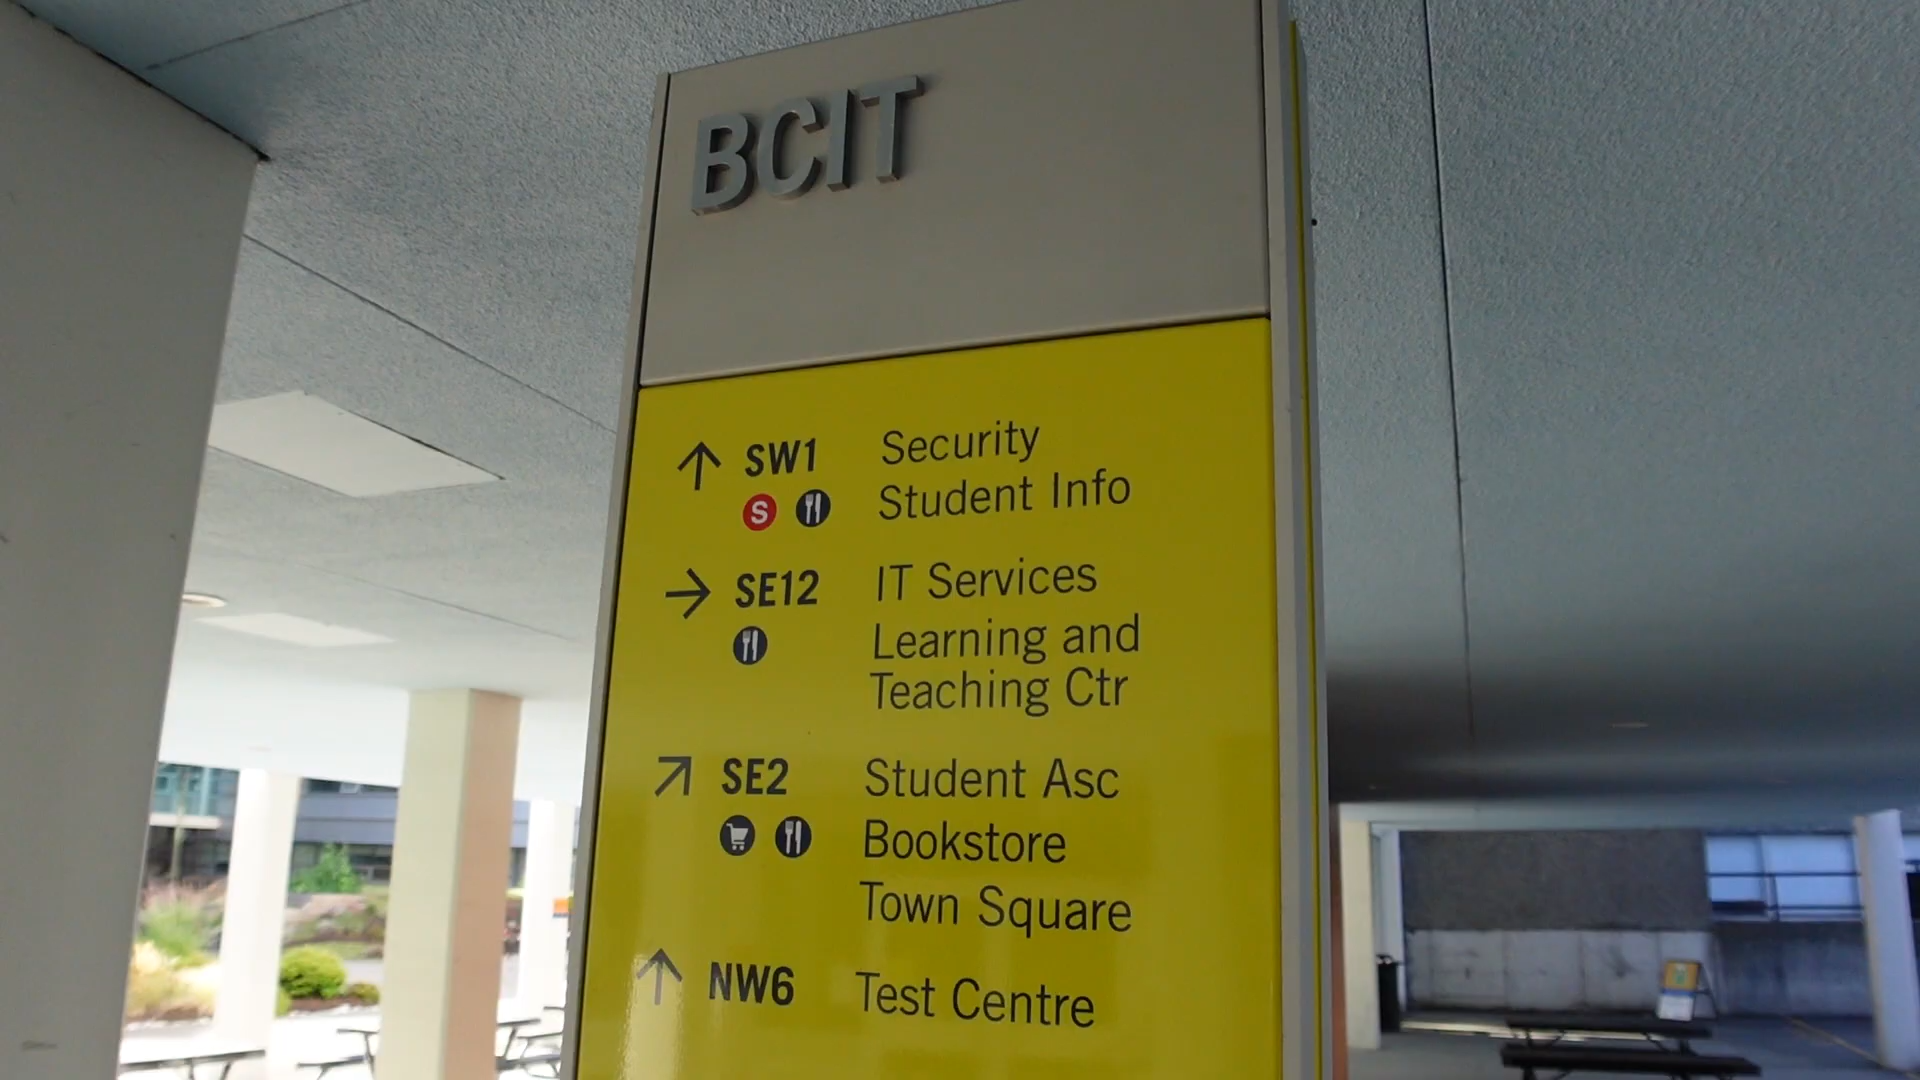 BCIT
SW1 Security
S Student Info
SE12 IT Services
Learning and
Teaching Ctr
SE2 Student Asc
Bookstore
Town Square
NW6 Test Centre